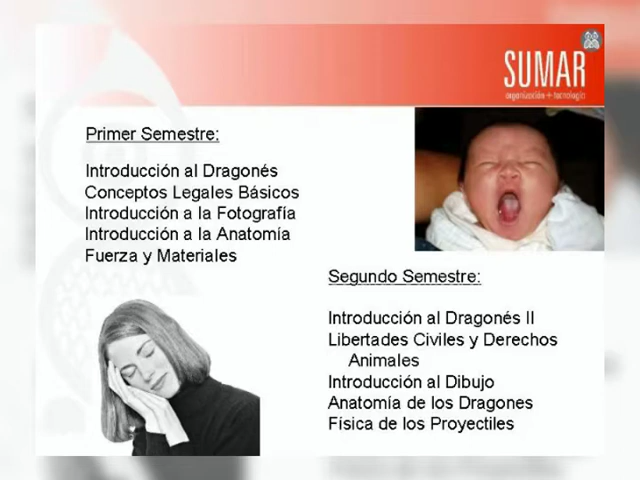 SUMAR
organización + tecnología
Primer Semestre:
Introducción al Dragonés
Conceptos Legales Básicos
Introducción a la Fotografía
Introducción a la Anatomía
Fuerza y Materiales
Segundo Semestre:
Introducción al Dragonés II
Libertades Civiles y Derechos
Animales
Introducción al Dibujo
Anatomía de los Dragones
Física de los Proyectiles